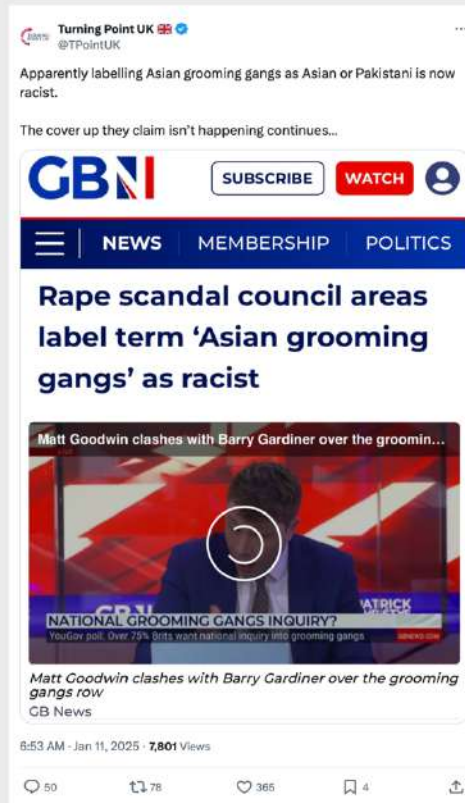 Turning Point UK
@TPointUK
Apparently labelling Asian grooming gangs as Asian or Pakistani is now
racist.
The cover up they claim isn't happening continues...
GBN
SUBSCRIBE
WATCH
NEWS
MEMBERSHIP
POLITICS
Rape scandal council areas
label term ‘Asian grooming
gangs’ as racist
Matt Goodwin clashes with Barry Gardiner over the groomin...
PATRICK
NATIONAL GROOMING GANGS INQUIRY?
YouGov poll: Over 75% Brits want national inquiry into grooming gangs
GBNEWS.COM
Matt Goodwin clashes with Barry Gardiner over the grooming
gangs row
GB News
6:53 AM · Jan 11, 2025 · 7,801 Views
50
78
365
4